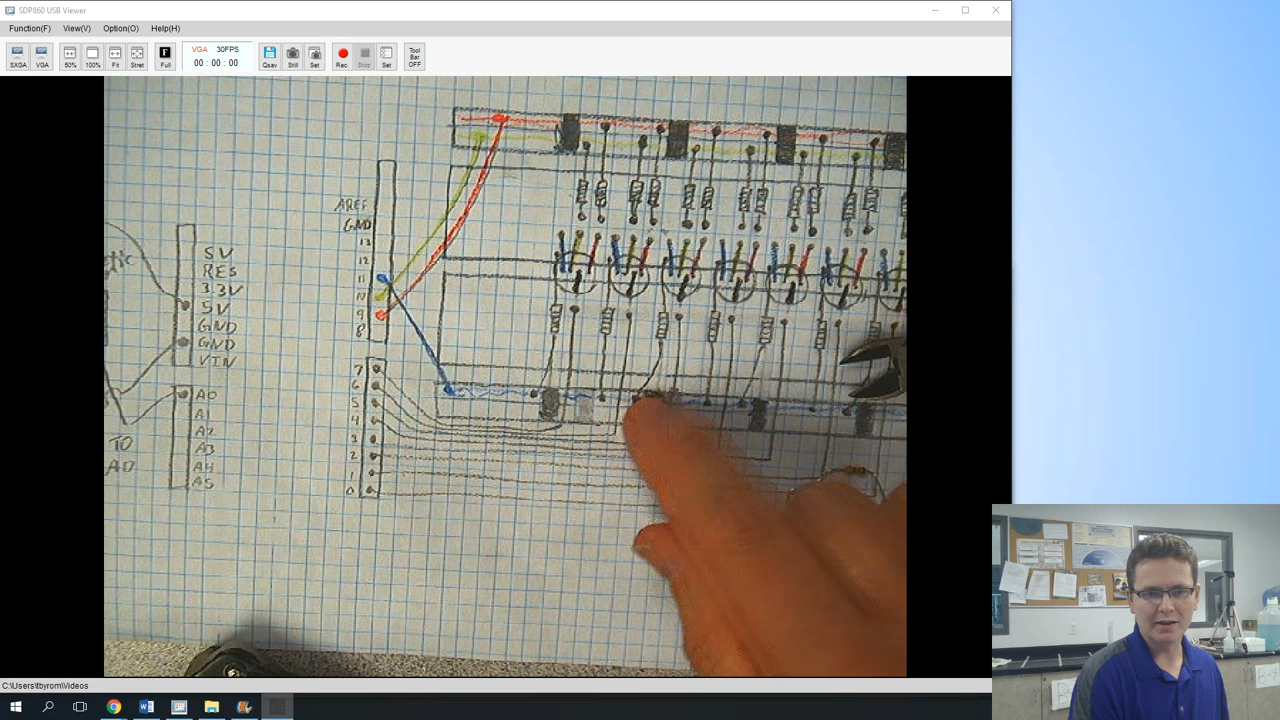 SDP860 USB Viewer
Function(F) View(V) Option(O) Help(H)
VGA 30FPS
00 : 00 : 00
SXGA VGA 50% 100% Fit Stret Full Qsav Still Set Rec. Stop Set
Tool
Bar
OFF
F
AREF
GND
13
12
11
10
9
8
7
6
5
4
3
2
1
0
5V
RES
3.3V
5V
GND
GND
VIN
A0
A1
A2
A3
A4
A5
TO
C:\Users\tbyrom\Videos